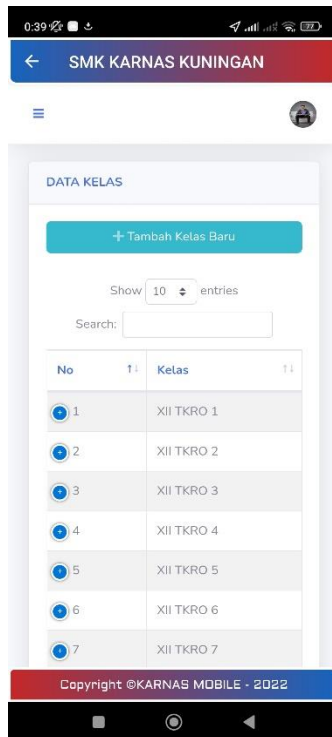 0:39
77
SMK KARNAS KUNINGAN
DATA KELAS
+ Tambah Kelas Baru
Show 10 entries
Search:
No Kelas
1 XII TKRO 1
2 XII TKRO 2
3 XII TKRO 3
4 XII TKRO 4
5 XII TKRO 5
6 XII TKRO 6
7 XII TKRO 7
Copyright ©KARNAS MOBILE - 2022